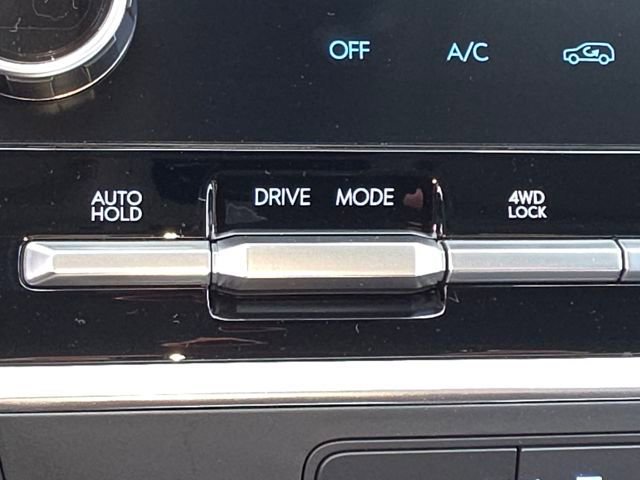 OFF A/C
AUTO HOLD
DRIVE MODE
4WD LOCK